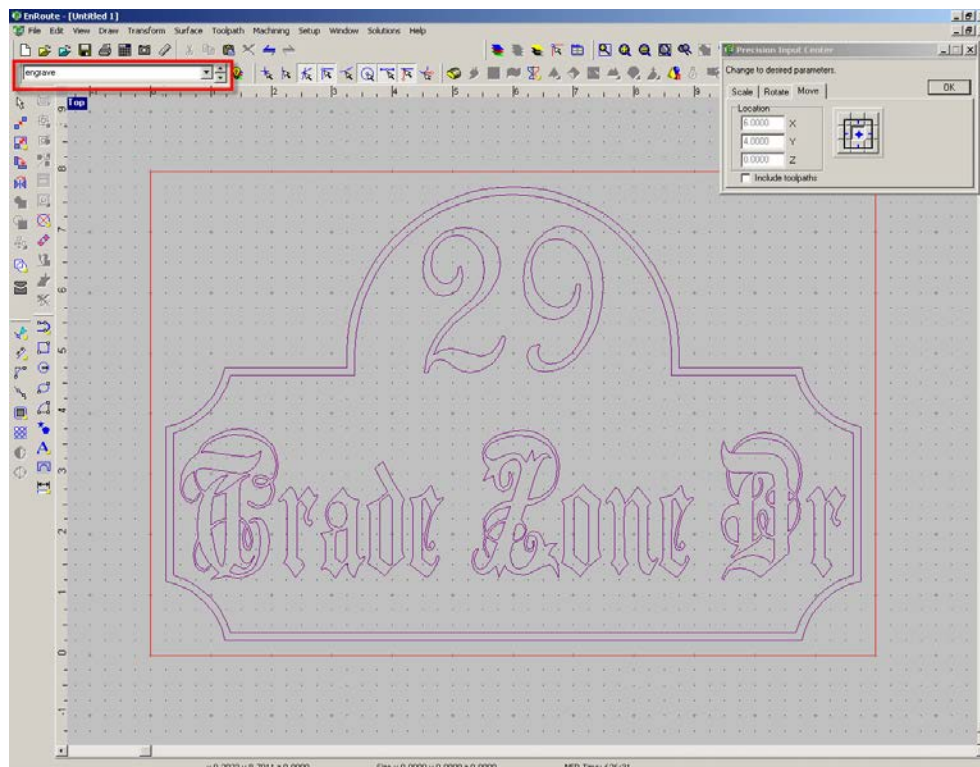 EnRoute - [Untitled 1]
File Edit View Draw Transform Surface Toolpath Machining Setup Window Solutions Help
engrave
Precision Input Center
Change to desired parameters.
OK
Scale Rotate Move
Location
6.0000 X
4.0000 Y
0.0000 Z
Include toolpaths
Top
29
Trade Zone Dr